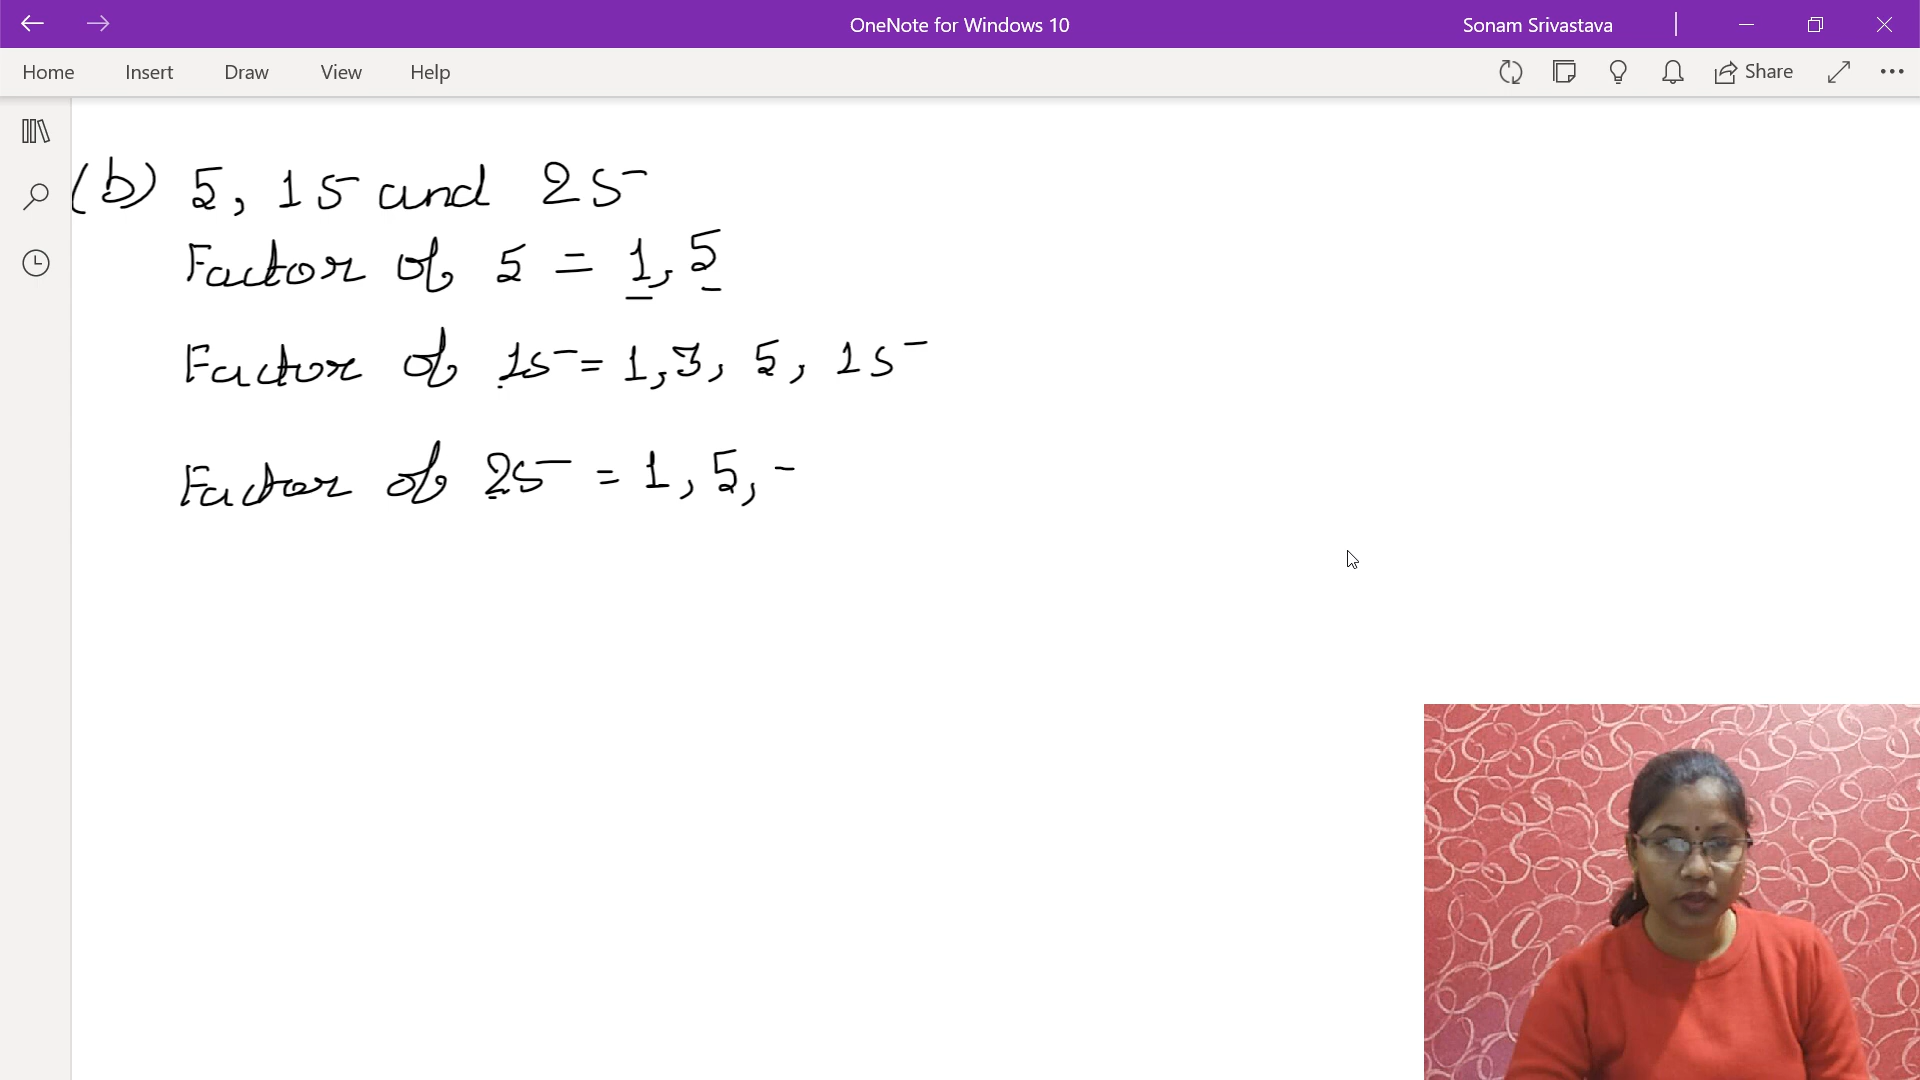 OneNote for Windows 10
Sonam Srivastava
Home Insert Draw View Help Share
(b) 5, 15 and 25
Factor of 5 = 1, 5
Factor of 15 = 1, 3, 5, 15
Factor of 25 = 1, 5, -